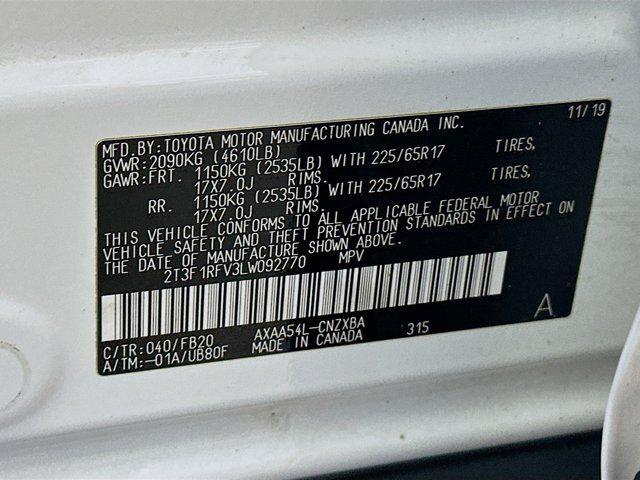 11/19
MFD. BY: TOYOTA MOTOR MANUFACTURING CANADA INC.
GVWR: 2090KG (4610LB)
GAWR: FRT. 1150KG (2535LB) WITH 225/65R17 TIRES,
17X7.0J RIMS.
RR. 1150KG (2535LB) WITH 225/65R17 TIRES,
17X7.0J RIMS.
THIS VEHICLE CONFORMS TO ALL APPLICABLE FEDERAL MOTOR
VEHICLE SAFETY AND THEFT PREVENTION STANDARDS IN EFFECT ON
THE DATE OF MANUFACTURE SHOWN ABOVE.
2T3F1RFV3LW092770 MPV
C/TR: 040/FB20 AXAA54L-CNZXBA 315 A
A/TM: -01A/UB80F MADE IN CANADA